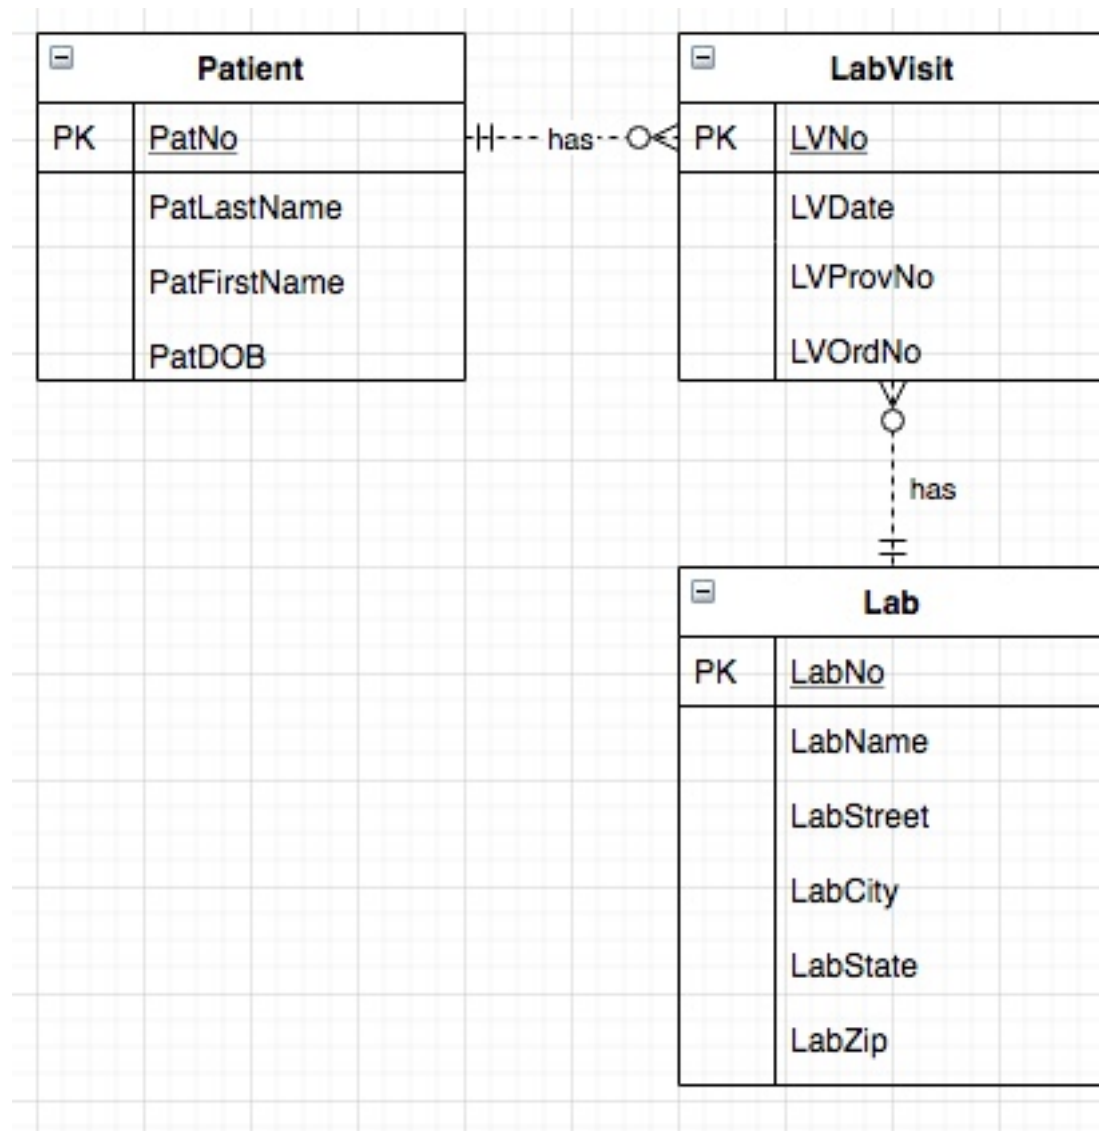 Patient
PK PatNo
PatLastName
PatFirstName
PatDOB
has
LabVisit
PK LVNo
LVDate
LVProvNo
LVOrdNo
has
Lab
PK LabNo
LabName
LabStreet
LabCity
LabState
LabZip